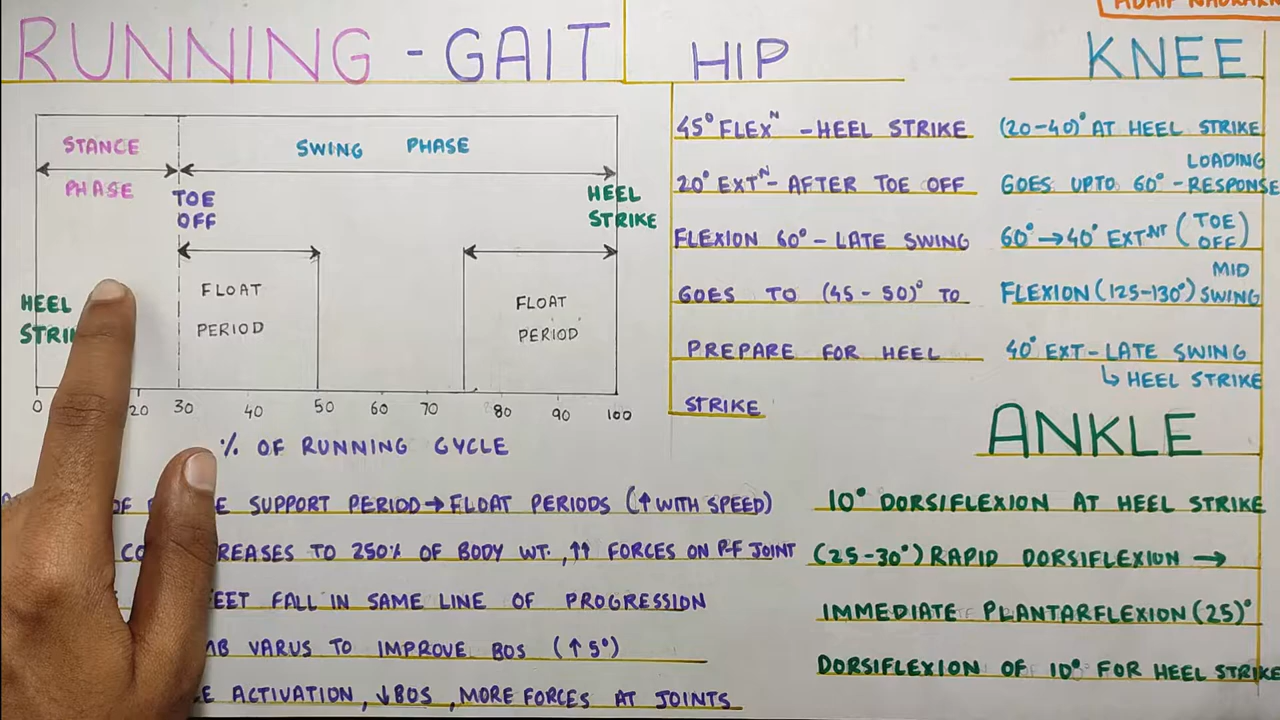 RUNNING - GAIT
STANCE
PHASE
SWING PHASE
TOE
OFF
HEEL
STRIKE
HEEL
FLOAT
PERIOD
FLOAT
PERIOD
0 20 30 40 50 60 70 80 90 100
% OF RUNNING CYCLE
OF SUPPORT PERIOD → FLOAT PERIODS (↑ WITH SPEED)
TO 250% OF BODY WT., ↑↑ FORCES ON P-F JOINT
FALL IN SAME LINE OF PROGRESSION
VARUS TO IMPROVE BOS (↑ 5°)
ACTIVATION, ↓BOS, MORE FORCES AT JOINTS
HIP
45° FLEXᴺ - HEEL STRIKE
20° EXTᴺ - AFTER TOE OFF
FLEXION 60° - LATE SWING
GOES TO (45-50)° TO
PREPARE FOR HEEL
STRIKE
KNEE
(20-40)° AT HEEL STRIKE
GOES UPTO 60° - LOADING RESPONSE
60° → 40° EXTᴺᵀ (TOE OFF)
FLEXION (125-130°) MID SWING
40° EXT - LATE SWING
↳ HEEL STRIKE
ANKLE
10° DORSIFLEXION AT HEEL STRIKE
(25-30°) RAPID DORSIFLEXION →
IMMEDIATE PLANTARFLEXION (25)°
DORSIFLEXION OF 10° FOR HEEL STRIKE